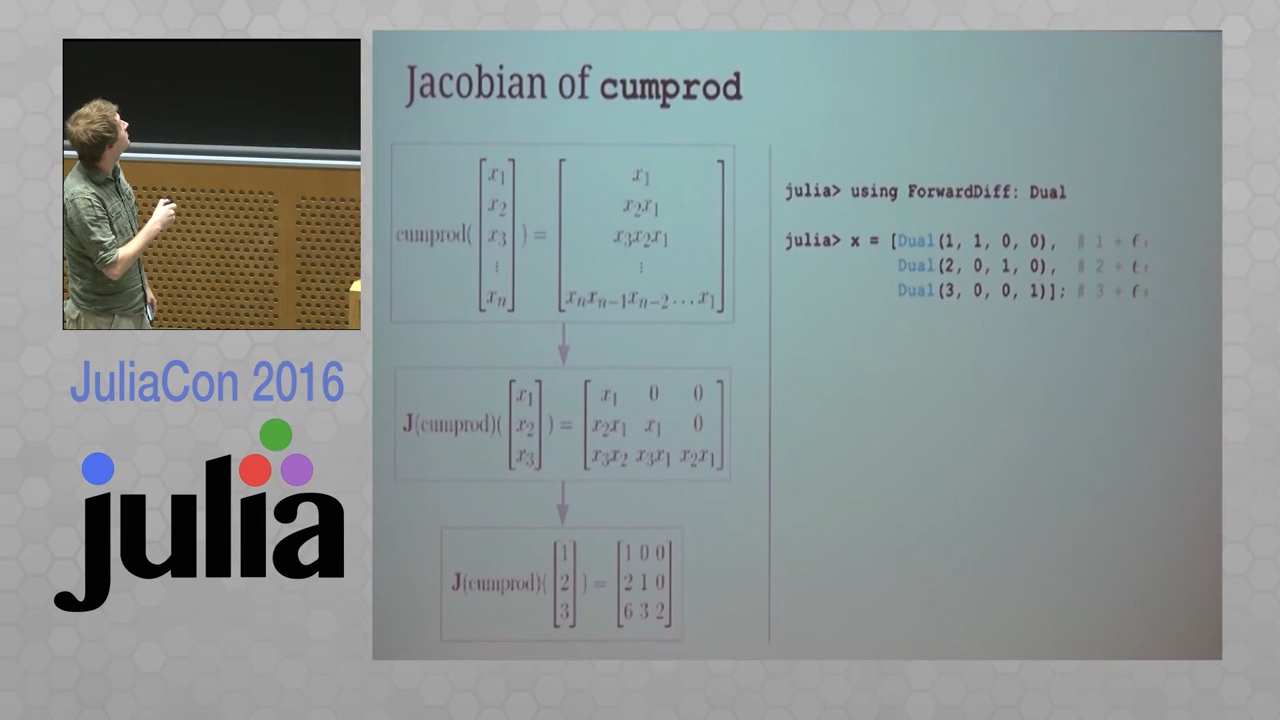 Jacobian of cumprod
cumprod( [x₁ x₂ x₃ ⋮ xₙ] ) =
x₁
x₂x₁
x₃x₂x₁
⋮
xₙxₙ₋₁xₙ₋₂…x₁
J(cumprod)( [x₁ x₂ x₃] ) =
x₁ 0 0
x₂x₁ x₁ 0
x₃x₂ x₃x₁ x₂x₁
J(cumprod)( [1 2 3] ) =
1 0 0
2 1 0
6 3 2
julia> using ForwardDiff: Dual
julia> x = [Dual(1, 1, 0, 0), # 1 +
Dual(2, 0, 1, 0), # 2 +
Dual(3, 0, 0, 1)]; # 3 +
JuliaCon 2016
julia